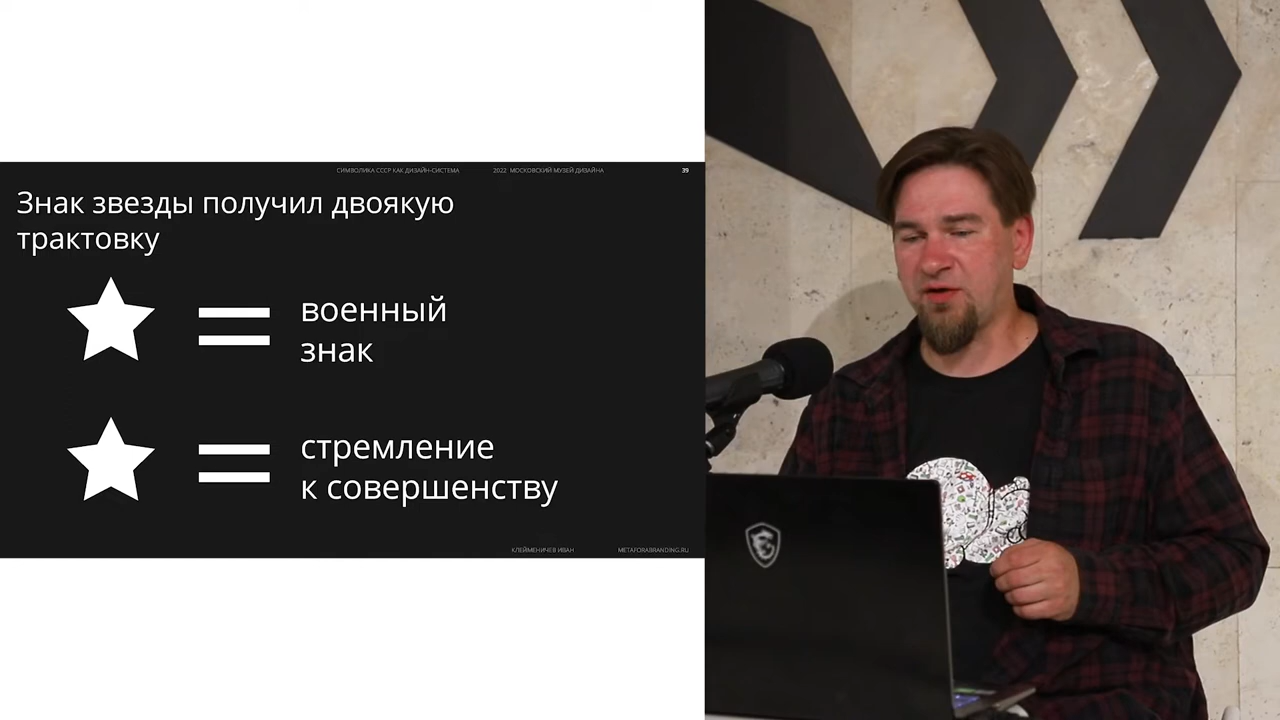 СИМВОЛИКА СССР КАК ДИЗАЙН-СИСТЕМА 2022 МОСКОВСКИЙ МУЗЕЙ ДИЗАЙНА 39
Знак звезды получил двоякую
трактовку
военный
знак
стремление
к совершенству
КЛЕЙМЕНИЧЕВ ИВАН METAFORABRANDING.RU